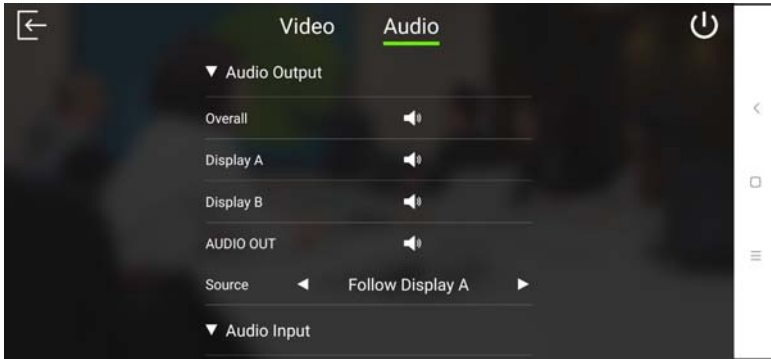 Video Audio
▼ Audio Output
Overall
Display A
Display B
AUDIO OUT
Source ◀ Follow Display A ▶
▼ Audio Input